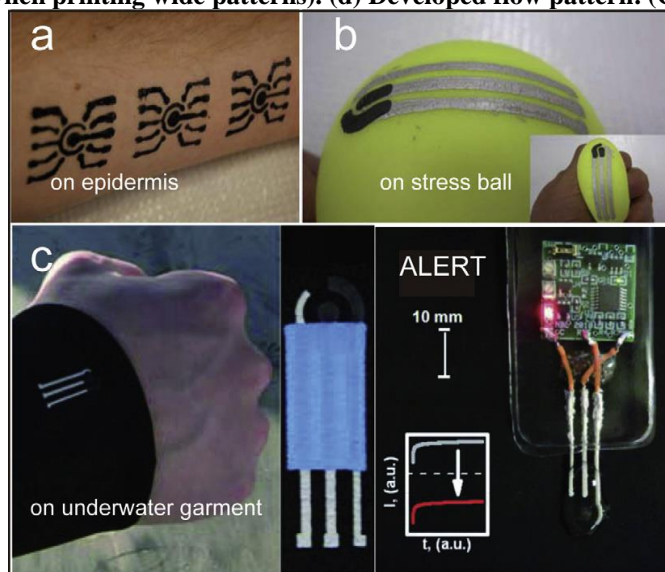 a
on epidermis
b
on stress ball
c
on underwater garment
ALERT
10 mm
I, (a.u.)
t, (a.u.)